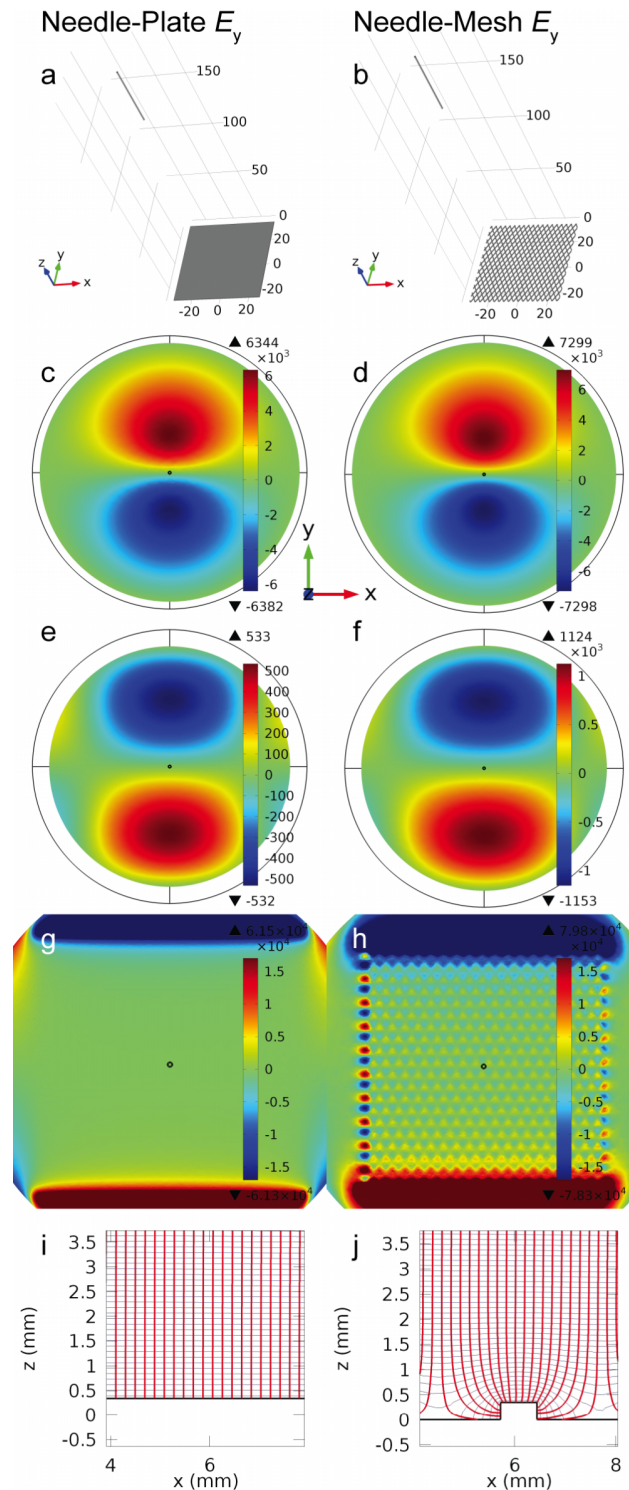 Needle-Plate Ey Needle-Mesh Ey
a 150 100 50 0 20 0 -20 -20 0 20 z y x
b 150 100 50 0 20 0 -20 -20 0 20 z y x
c ▲ 6344 ×10³ 6 4 2 0 -2 -4 -6 ▼ -6382
d ▲ 7299 ×10³ 6 4 2 0 -2 -4 -6 ▼ -7298
y z x
e ▲ 533 500 400 300 200 100 0 -100 -200 -300 -400 -500 ▼ -532
f ▲ 1124 ×10³ 1 0.5 0 -0.5 -1 ▼ -1153
g ▲ 6.15×10⁴ ×10⁴ 1.5 1 0.5 0 -0.5 -1 -1.5 ▼ -6.13×10⁴
h ▲ 7.98×10⁴ ×10⁴ 1.5 1 0.5 0 -0.5 -1 -1.5 ▼ -7.83×10⁴
i z (mm) 3.5 3 2.5 2 1.5 1 0.5 0 -0.5 4 6 x (mm)
j z (mm) 3.5 3 2.5 2 1.5 1 0.5 0 -0.5 6 8 x (mm)